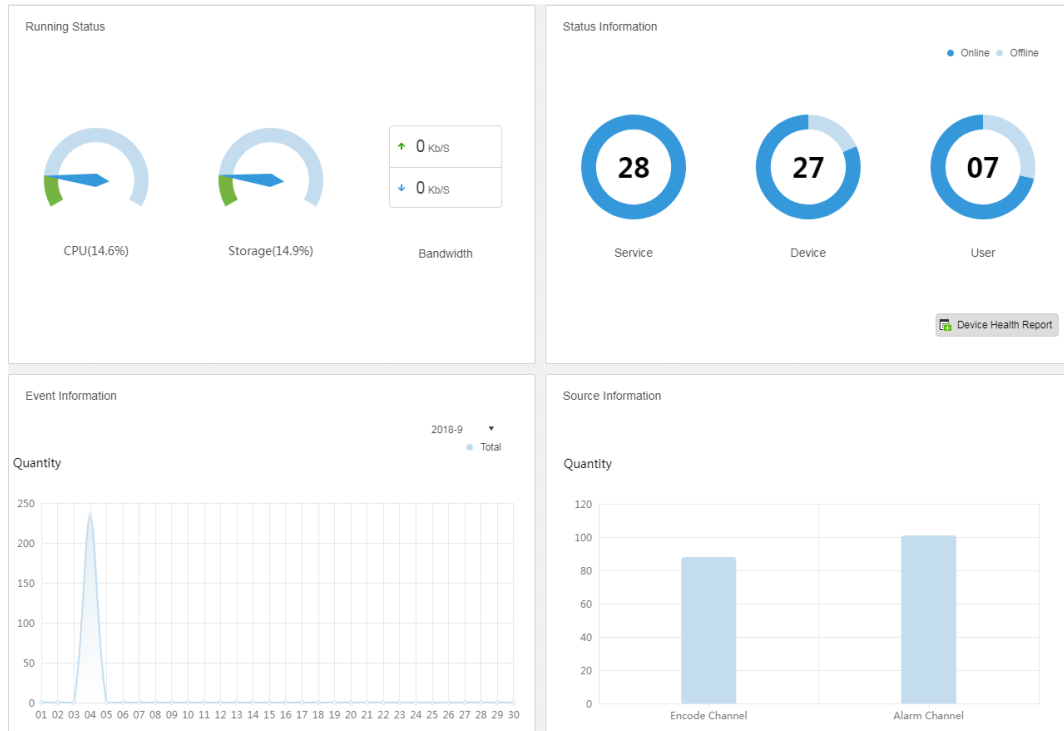 Running Status
CPU(14.6%)
Storage(14.9%)
0 Kb/S
0 Kb/S
Bandwidth
Status Information
Online Offline
28
Service
27
Device
07
User
Device Health Report
Event Information
2018-9
Total
Quantity
250
200
150
100
50
0
01 02 03 04 05 06 07 08 09 10 11 12 13 14 15 16 17 18 19 20 21 22 23 24 25 26 27 28 29 30
Source Information
Quantity
120
100
80
60
40
20
0
Encode Channel
Alarm Channel